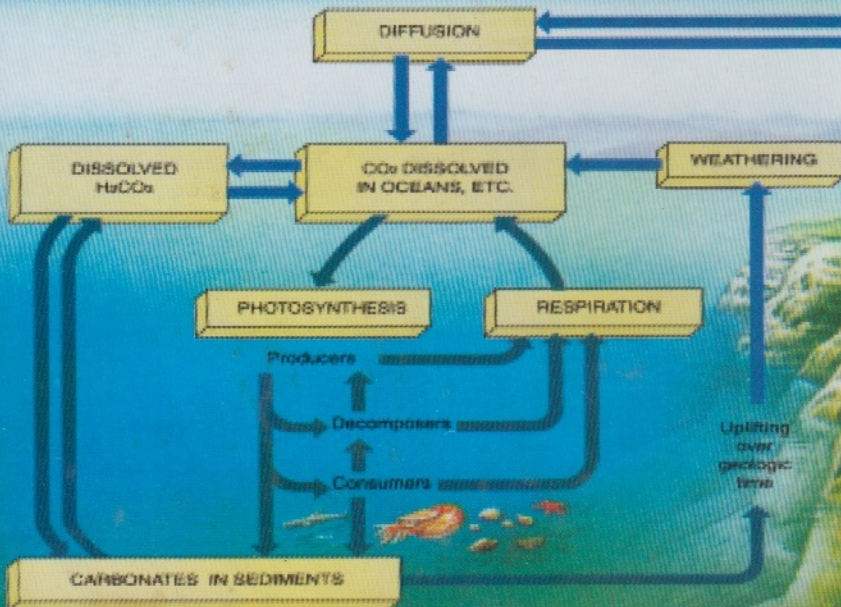 DIFFUSION
DISSOLVED
H₂CO₃
CO₂ DISSOLVED
IN OCEANS, ETC.
WEATHERING
PHOTOSYNTHESIS
RESPIRATION
Producers
Decomposers
Consumers
Uplifting
over
geologic
time
CARBONATES IN SEDIMENTS